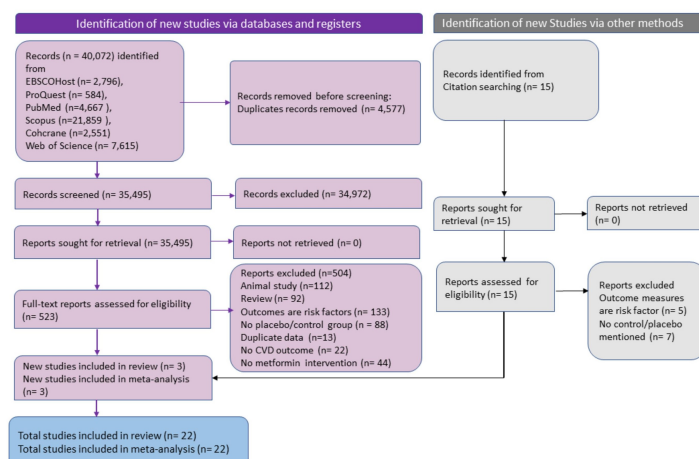 Identification of new studies via databases and registers
Records (n = 40,072) identified
from
EBSCOHost (n = 2,796),
ProQuest (n= 584),
PubMed (n=4,667 ),
Scopus (n=21,859 ),
Cohcrane (n=2,551)
Web of Science (n= 7,615)
Records removed before screening:
Duplicates records removed (n= 4,577)
Records screened (n= 35,495)
Records excluded (n= 34,972)
Reports sought for retrieval (n= 35,495)
Reports not retrieved (n= 0)
Full-text reports assessed for eligibility
(n= 523)
Reports excluded (n=504)
Animal study (n=112)
Review (n= 92)
Outcomes are risk factors (n= 133)
No placebo/control group (n = 88)
Duplicate data (n=13)
No CVD outcome (n= 22)
No metformin intervention (n= 44)
New studies included in review (n= 3)
New studies included in meta-analysis
(n= 3)
Total studies included in review (n= 22)
Total studies included in meta-analysis (n= 22)
Identification of new Studies via other methods
Records identified from
Citation searching (n= 15)
Reports sought for
retrieval (n= 15)
Reports not retrieved
(n= 0)
Reports assessed for
eligibility (n= 15)
Reports excluded
Outcome measures
are risk factor (n= 5)
No control/placebo
mentioned (n= 7)